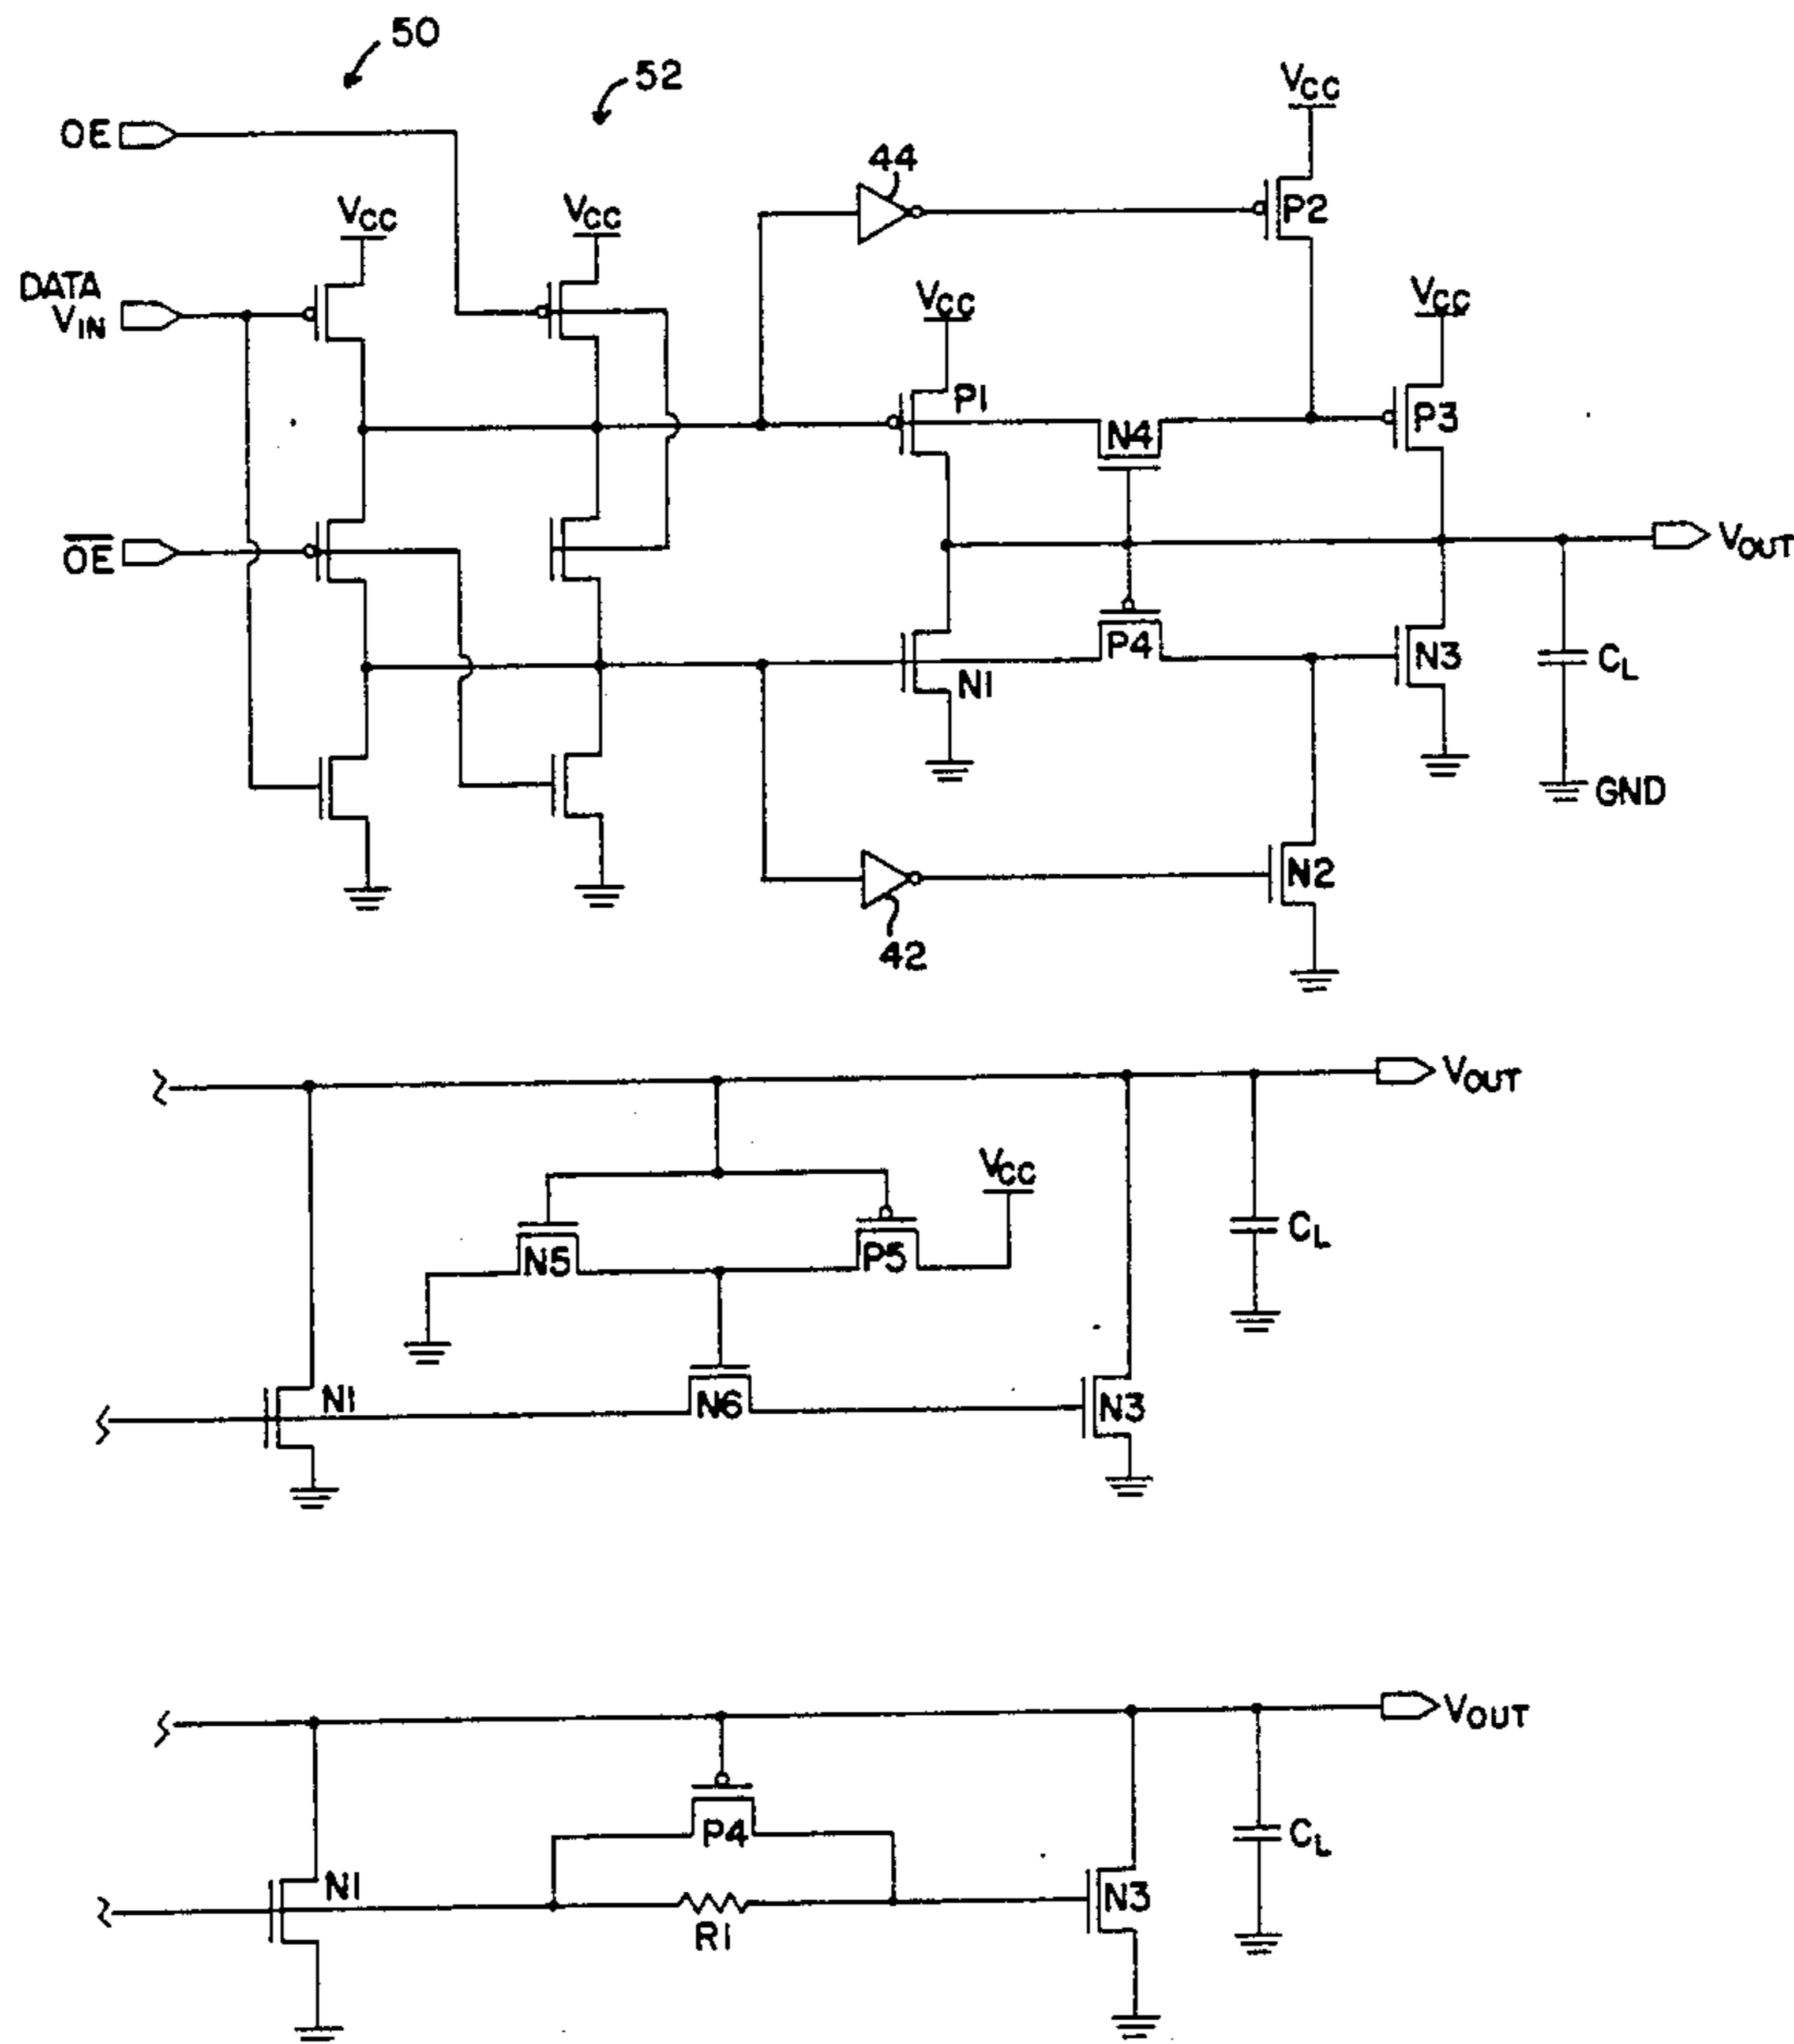 50
52
OE
VCC
44
P2
VCC
VCC
DATA
VIN
VCC
VCC
P1
N4
P3
OE
VOUT
P4
N1
N3
CL
GND
N2
42
VOUT
VCC
N5
P5
CL
N1
N6
N3
VOUT
P4
CL
N1
R1
N3